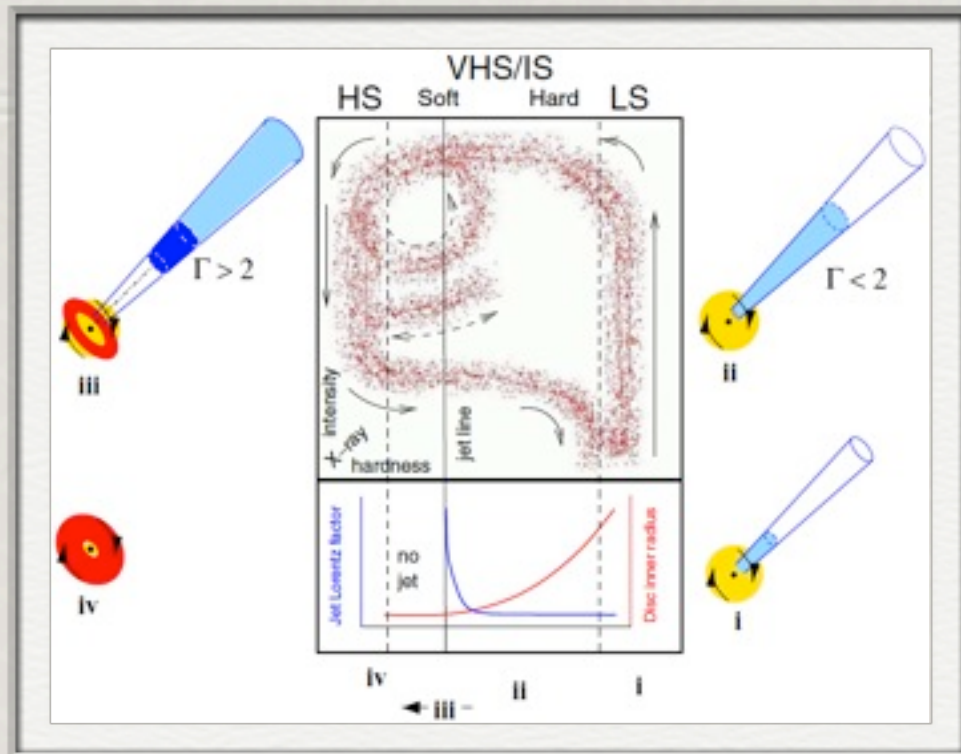 VHS/IS
HS Soft Hard LS
Γ > 2
Γ < 2
iii
ii
X-ray
intensity
hardness
jet line
Jet Lorentz factor
no
jet
Disc inner radius
iv
i
iv
ii
i
iii